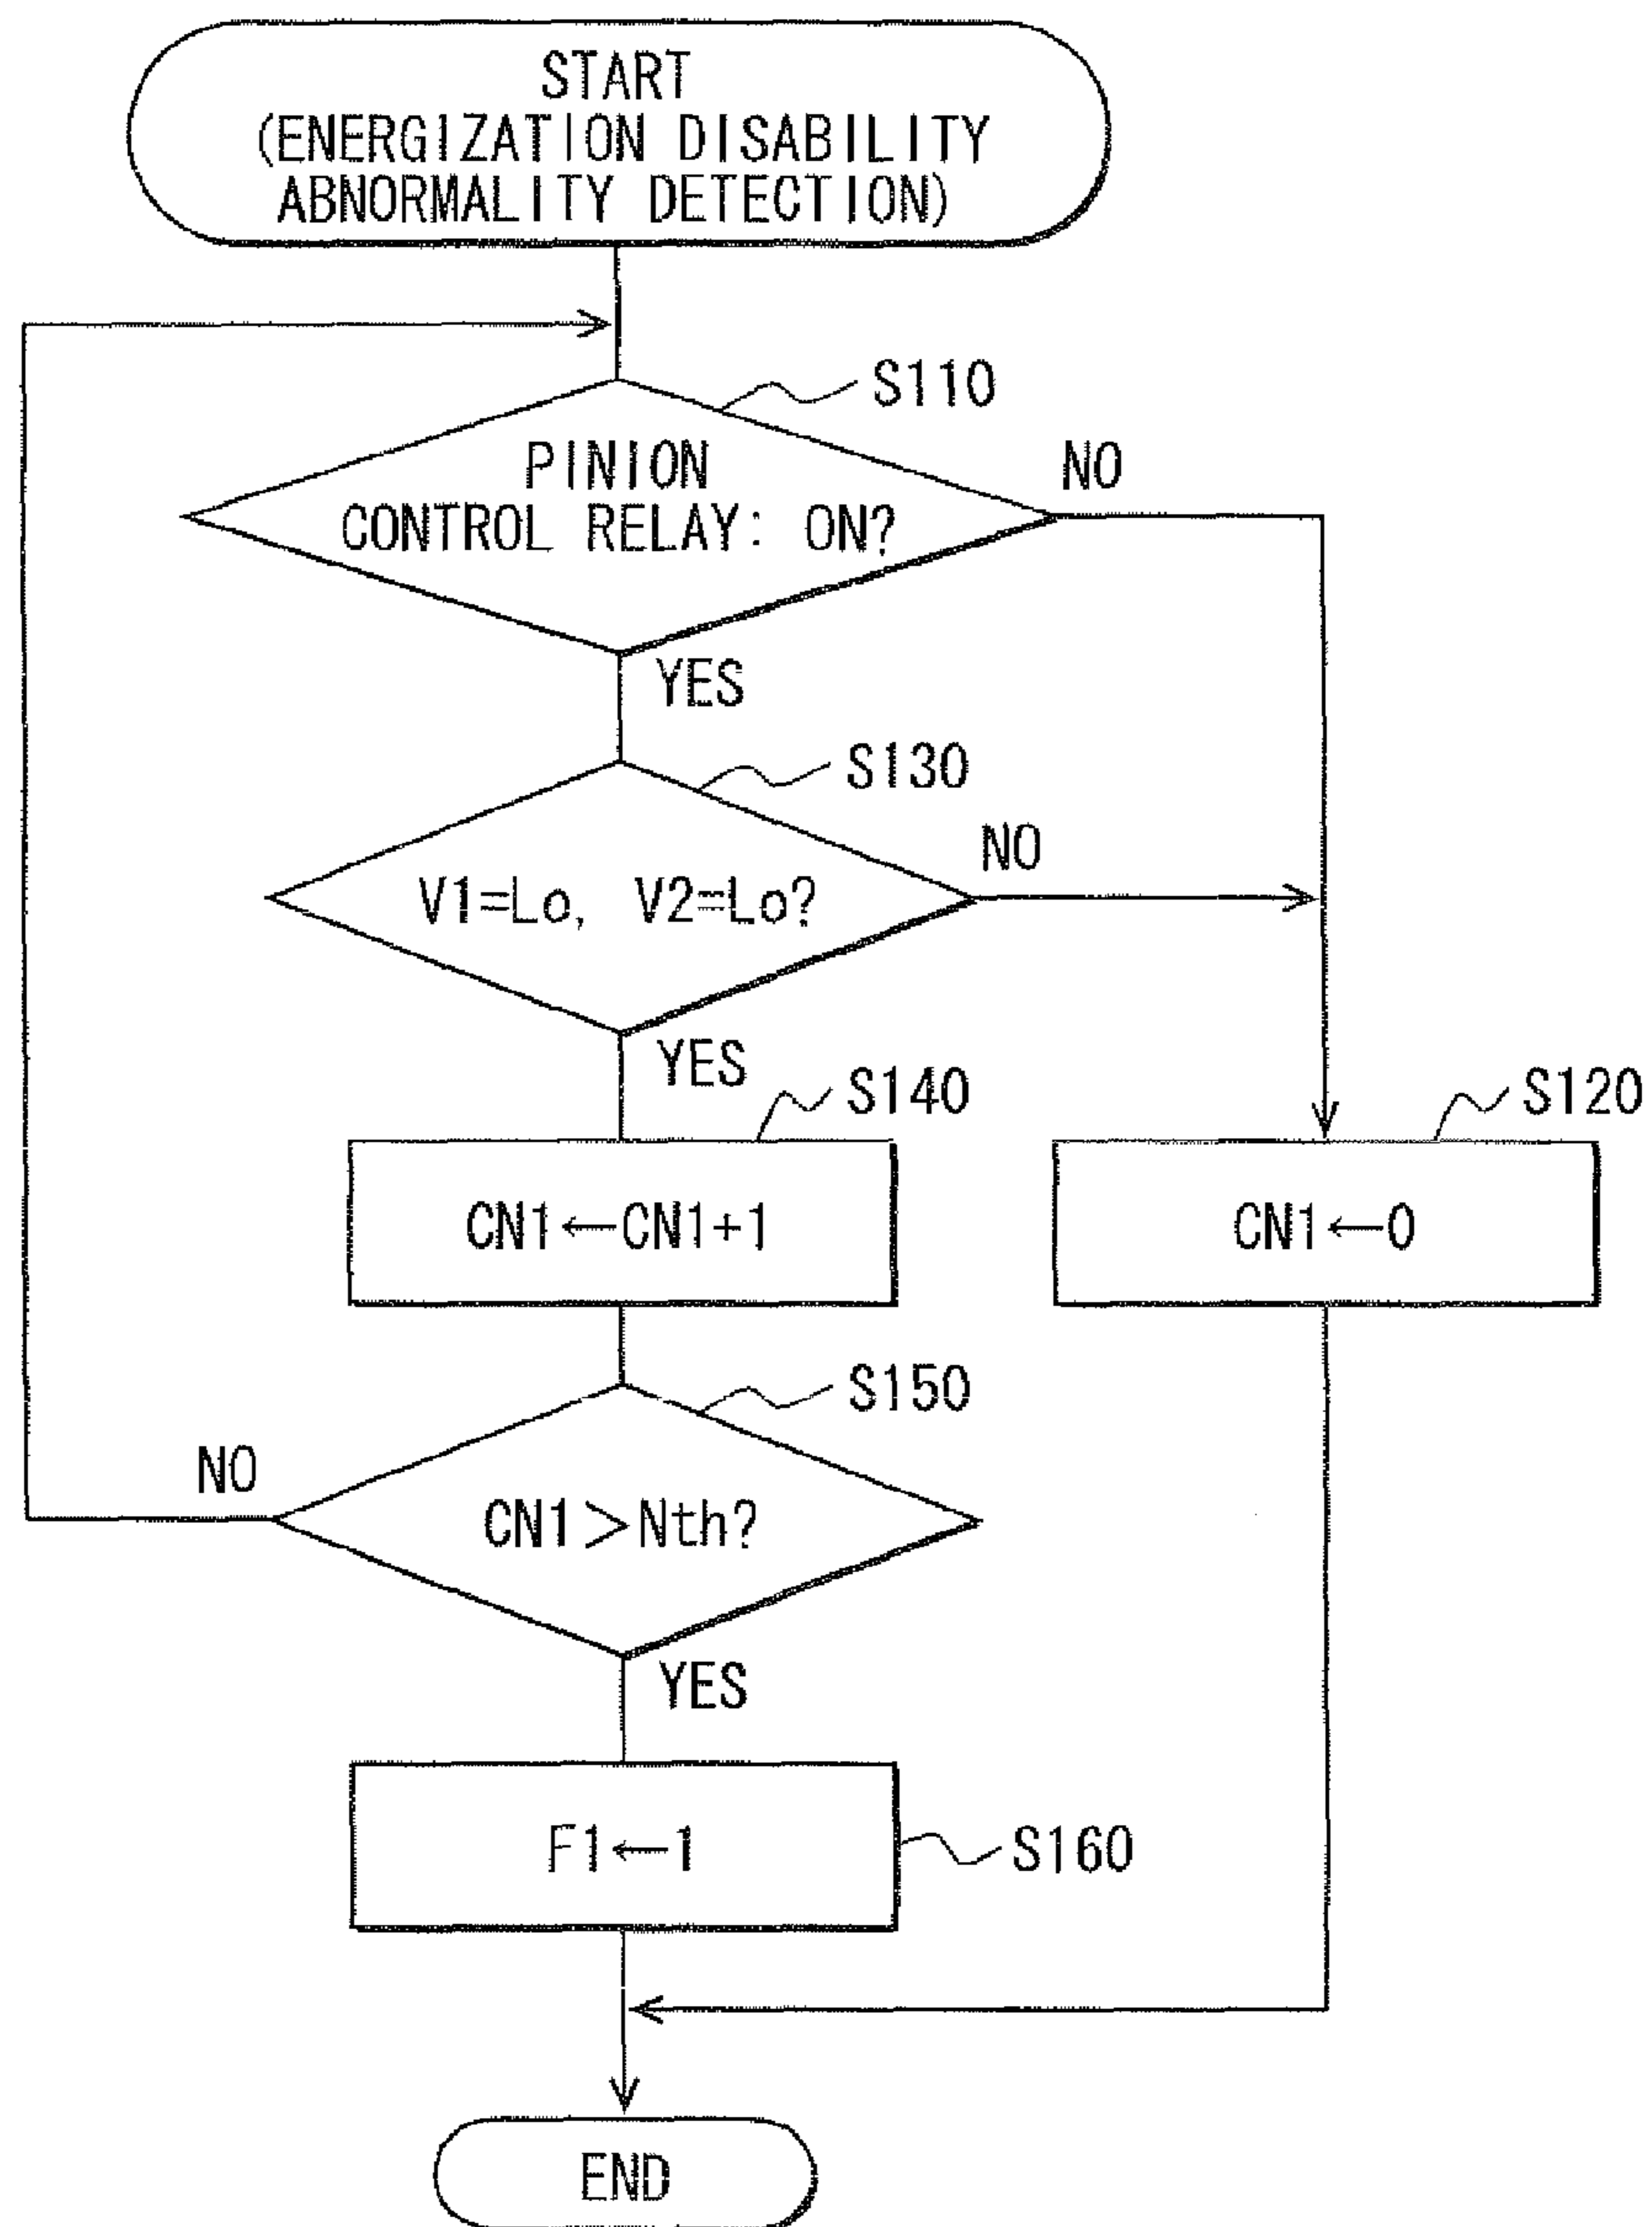 START
(ENERGIZATION DISABILITY
ABNORMALITY DETECTION)
S110
PINION
CONTROL RELAY: ON?
NO
YES
S130
V1=Lo, V2=Lo?
NO
YES
S140
CN1←CN1+1
S120
CN1←0
S150
CN1>Nth?
NO
YES
F1←1
S160
END